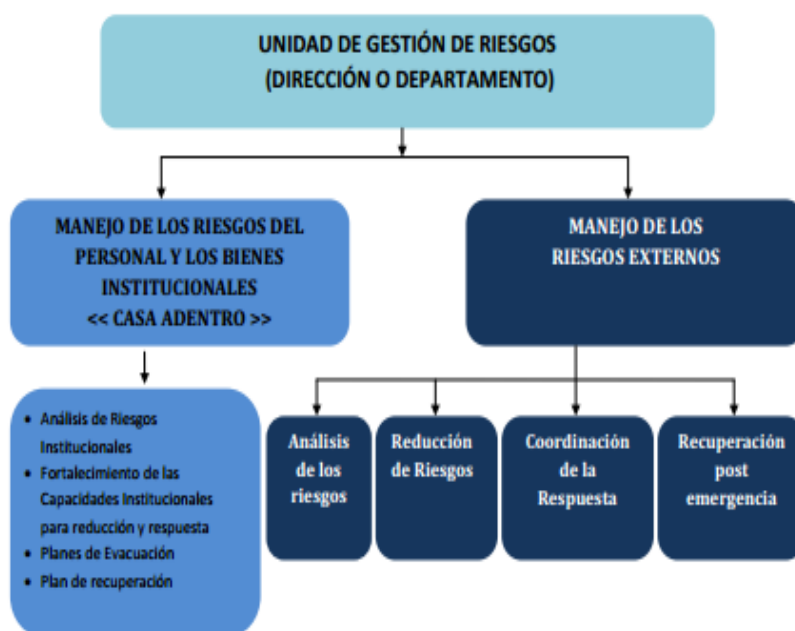 UNIDAD DE GESTIÓN DE RIESGOS
(DIRECCIÓN O DEPARTAMENTO)
MANEJO DE LOS RIESGOS DEL
PERSONAL Y LOS BIENES
INSTITUCIONALES
<< CASA ADENTRO >>
MANEJO DE LOS
RIESGOS EXTERNOS
• Análisis de Riesgos
Institucionales
• Fortalecimiento de las
Capacidades Institucionales
para reducción y respuesta
• Planes de Evacuación
• Plan de recuperación
Análisis
de los
riesgos
Reducción
de Riesgos
Coordinación
de la
Respuesta
Recuperación
post
emergencia